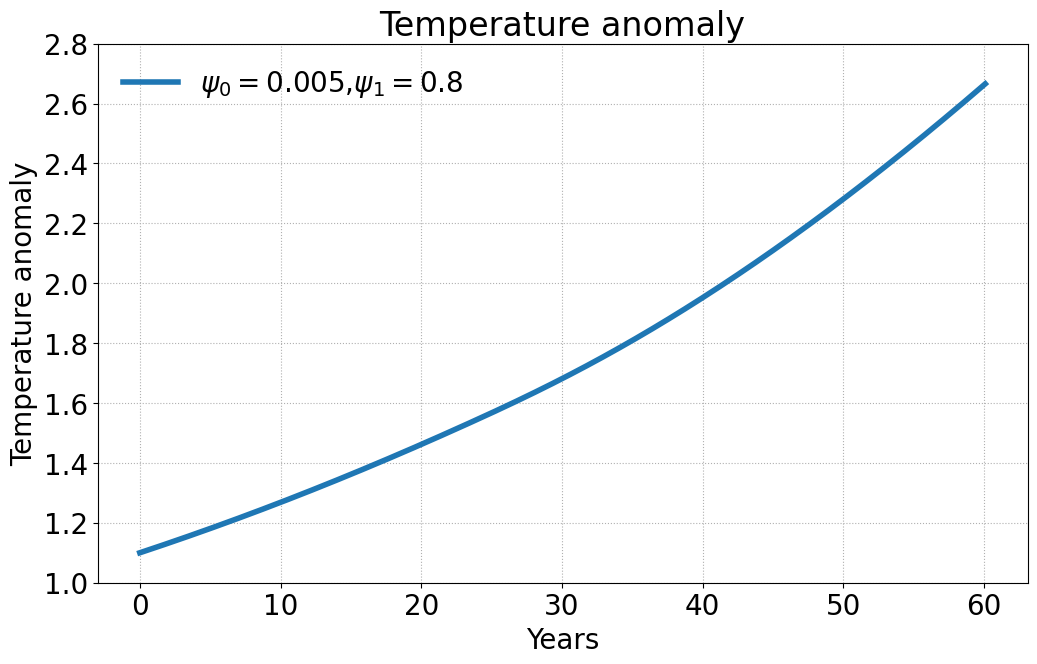 Temperature anomaly
ψ₀ = 0.005,ψ₁ = 0.8
Temperature anomaly
2.8
2.6
2.4
2.2
2.0
1.8
1.6
1.4
1.2
1.0
0 10 20 30 40 50 60
Years